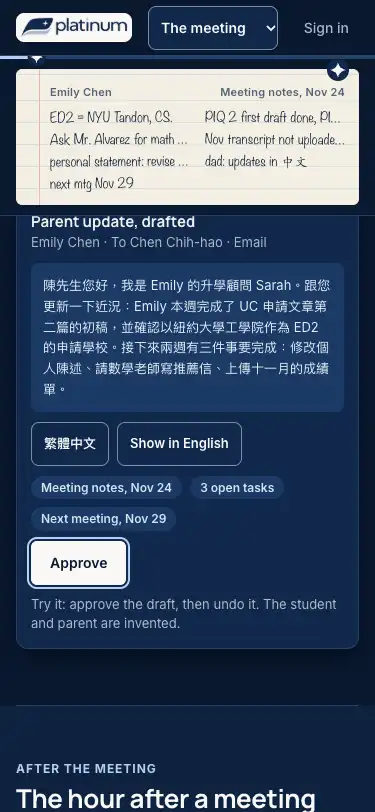 platinum
The meeting
Sign in
Emily Chen
Meeting notes, Nov 24
ED2 = NYU Tandon, CS.
PIQ 2 first draft done, PI...
Ask Mr. Alvarez for math ...
Nov transcript not uploade...
personal statement: revise ...
dad: updates in 中文
next mtg Nov 29
Parent update, drafted
Emily Chen · To Chen Chih-hao · Email
陳先生您好，我是 Emily 的升學顧問 Sarah。跟您
更新一下近況：Emily 本週完成了 UC 申請文章第
二篇的初稿，並確認以紐約大學工學院作為 ED2
的申請學校。接下來兩週有三件事要完成：修改個
人陳述、請數學老師寫推薦信、上傳十一月的成績
單。
繁體中文
Show in English
Meeting notes, Nov 24
3 open tasks
Next meeting, Nov 29
Approve
Try it: approve the draft, then undo it. The student
and parent are invented.
AFTER THE MEETING
The hour after a meeting